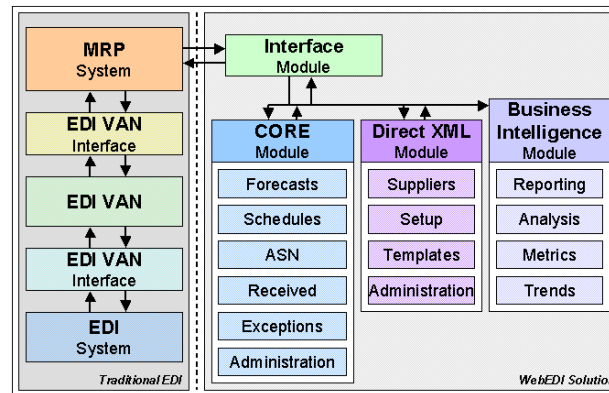 MRP
System
EDI VAN
Interface
EDI VAN
EDI VAN
Interface
EDI
System
Traditional EDI
Interface
Module
CORE
Module
Forecasts
Schedules
ASN
Received
Exceptions
Administration
Direct XML
Module
Suppliers
Setup
Templates
Administration
Business
Intelligence
Module
Reporting
Analysis
Metrics
Trends
WebEDI Solution